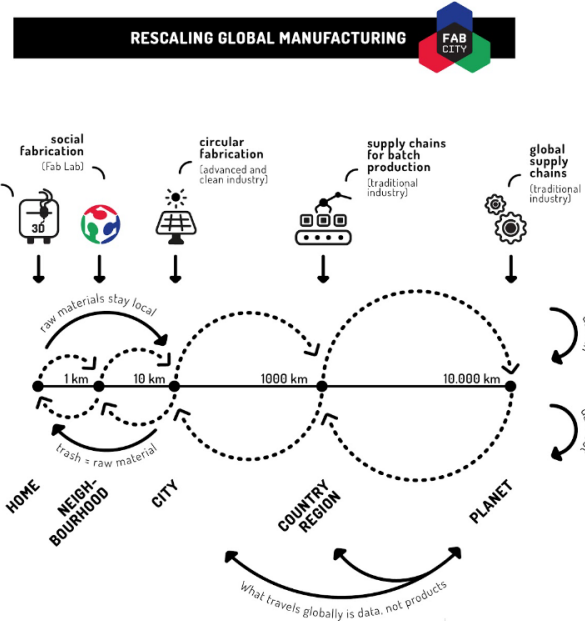 RESCALING GLOBAL MANUFACTURING
FAB
CITY
social
fabrication
(Fab Lab)
circular
fabrication
(advanced and
clean industry)
supply chains
for batch
production
(traditional
industry)
global
supply
chains
(traditional
industry)
3D
raw materials stay local
1 km
10 km
1000 km
10.000 km
trash = raw material
HOME
NEIGH-
BOURHOOD
CITY
COUNTRY
REGION
PLANET
What travels globally is data, not products